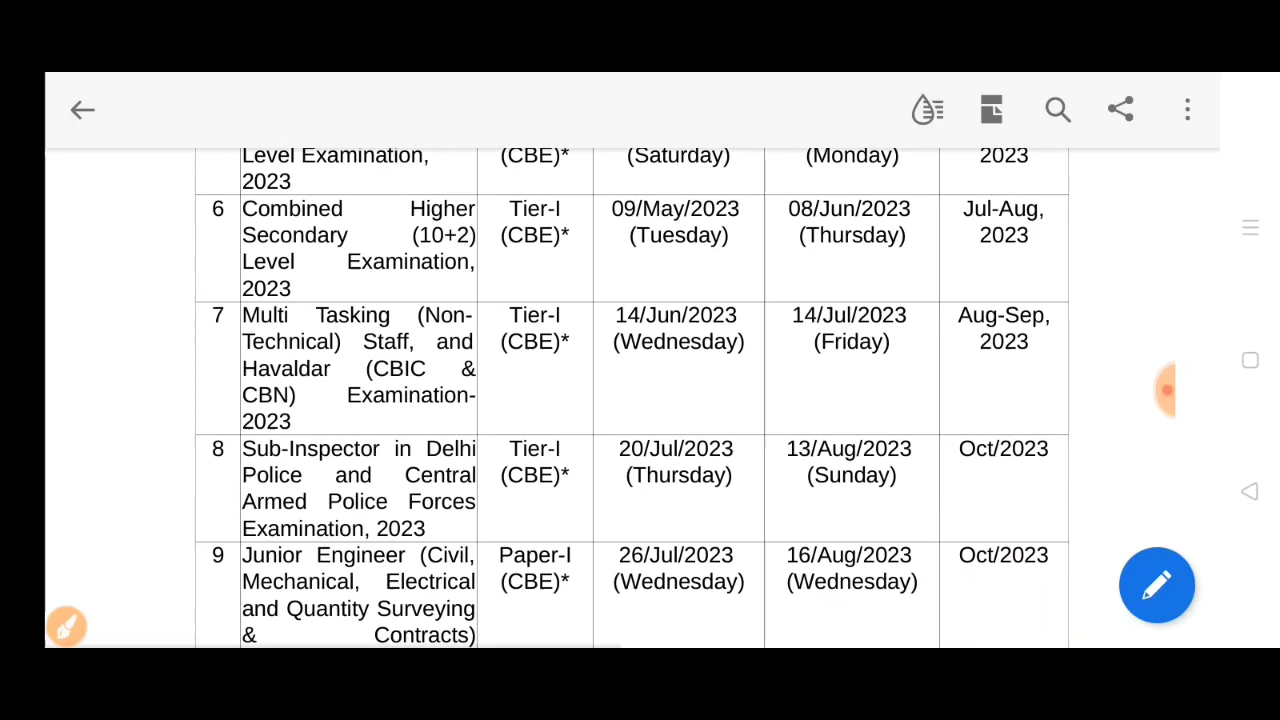 Level Examination, (CBE)* (Saturday) (Monday) 2023
2023
6 Combined Higher Tier-I 09/May/2023 08/Jun/2023 Jul-Aug,
Secondary (10+2) (CBE)* (Tuesday) (Thursday) 2023
Level Examination,
2023
7 Multi Tasking (Non- Tier-I 14/Jun/2023 14/Jul/2023 Aug-Sep,
Technical) Staff, and (CBE)* (Wednesday) (Friday) 2023
Havaldar (CBIC &
CBN) Examination-
2023
8 Sub-Inspector in Delhi Tier-I 20/Jul/2023 13/Aug/2023 Oct/2023
Police and Central (CBE)* (Thursday) (Sunday)
Armed Police Forces
Examination, 2023
9 Junior Engineer (Civil, Paper-I 26/Jul/2023 16/Aug/2023 Oct/2023
Mechanical, Electrical (CBE)* (Wednesday) (Wednesday)
and Quantity Surveying
& Contracts)